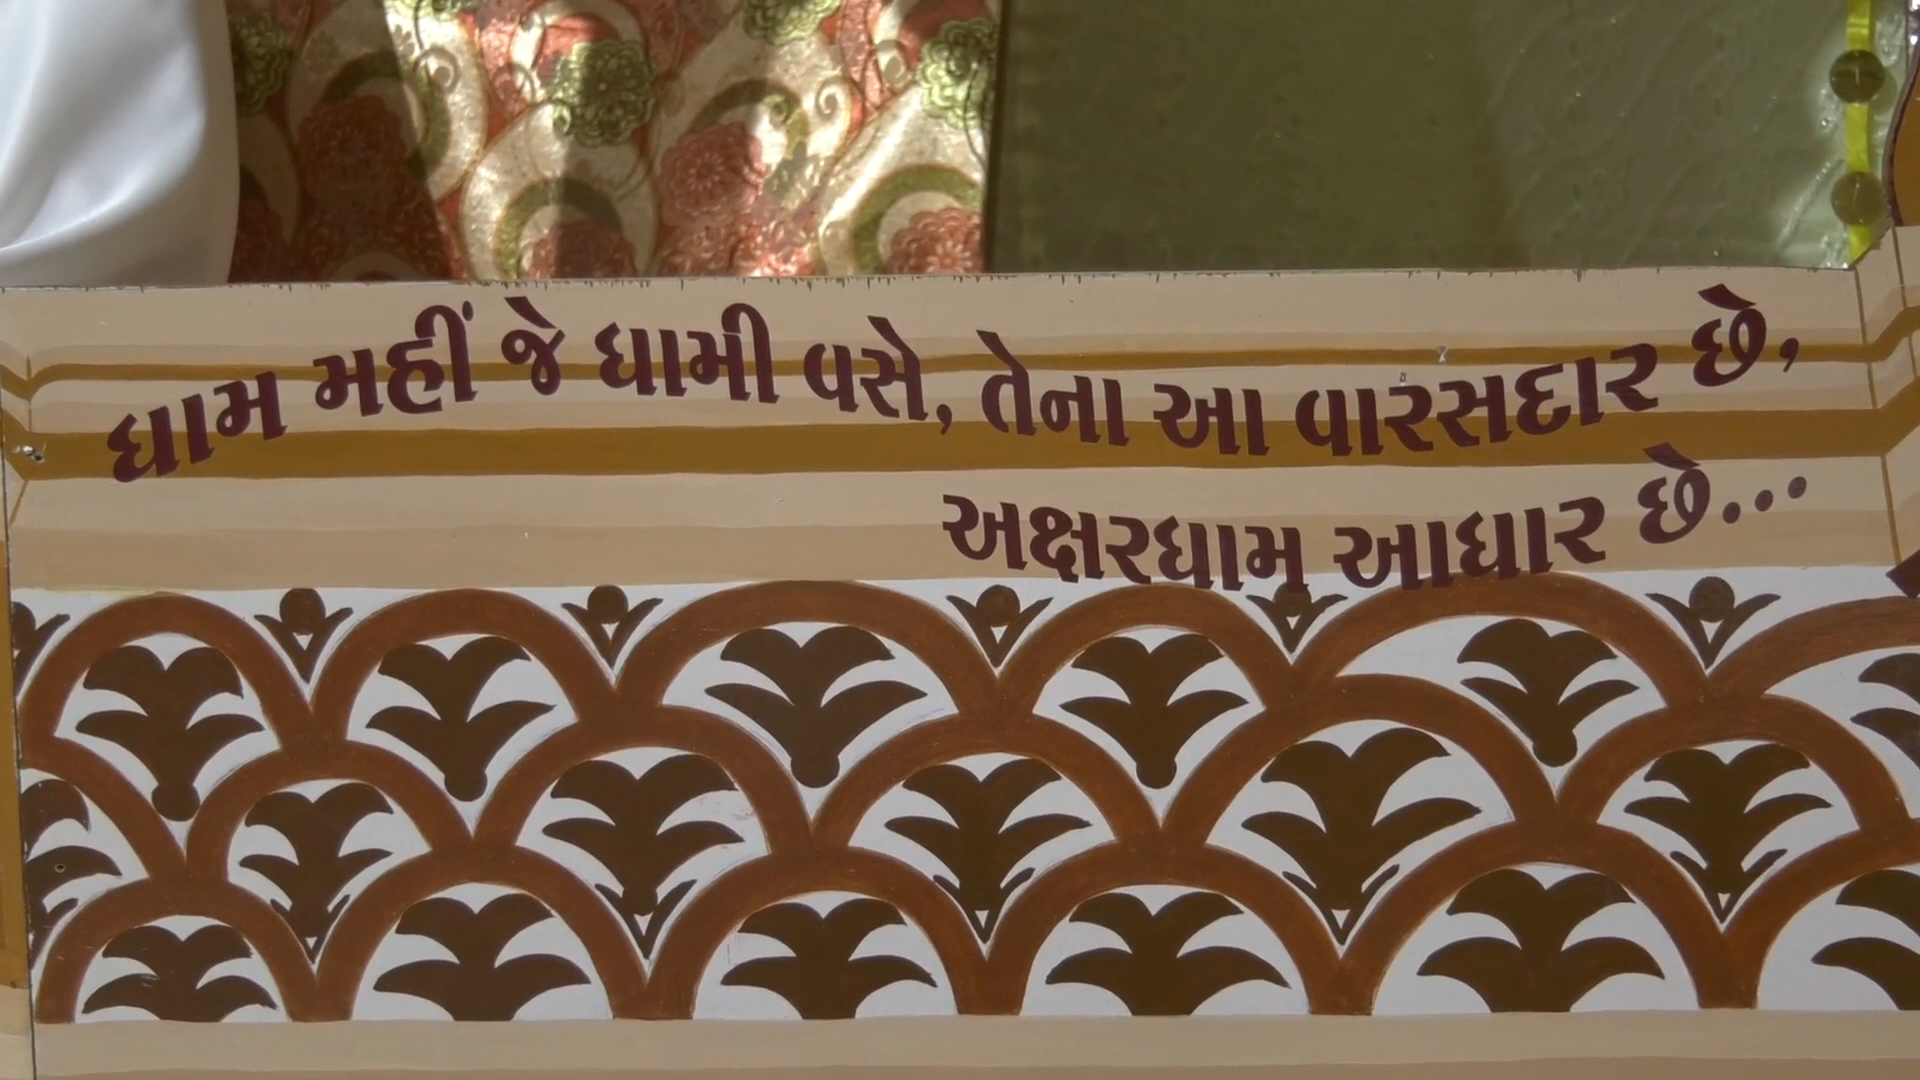 ધામ મહીં જે ધામી વસે, તેના આ વારસદાર છે,
અક્ષરધામ આધાર છે...